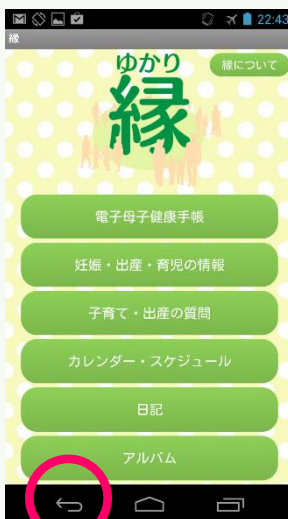 22:43
縁
ゆかり
縁について
縁
電子母子健康手帳
妊娠・出産・育児の情報
子育て・出産の質問
カレンダー・スケジュール
日記
アルバム